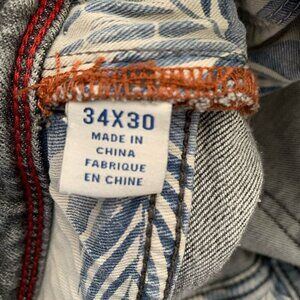 34X30
MADE IN
CHINA
FABRIQUE
EN CHINE